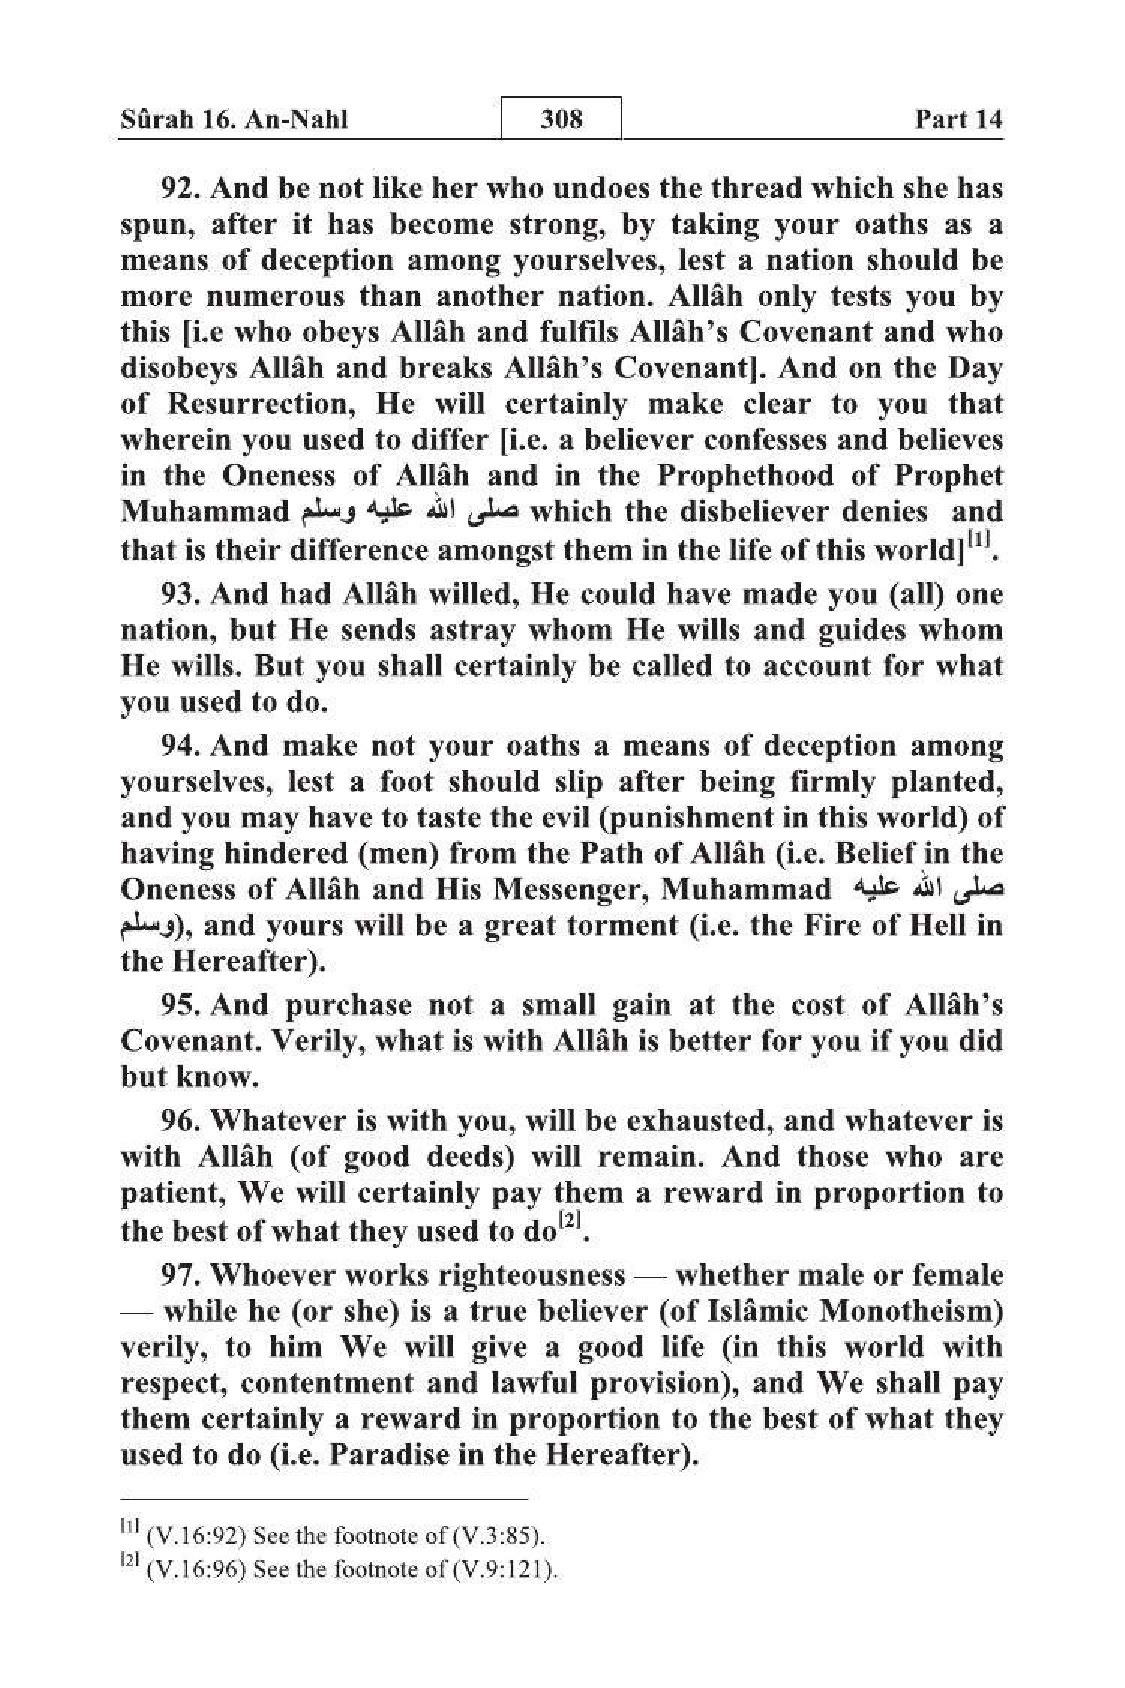 Sûrah 16. An-Nahl 308 Part 14
92. And be not like her who undoes the thread which she has
spun, after it has become strong, by taking your oaths as a
means of deception among yourselves, lest a nation should be
more numerous than another nation. Allâh only tests you by
this [i.e who obeys Allâh and fulfils Allâh’s Covenant and who
disobeys Allâh and breaks Allâh’s Covenant]. And on the Day
of Resurrection, He will certainly make clear to you that
wherein you used to differ [i.e. a believer confesses and believes
in the Oneness of Allâh and in the Prophethood of Prophet
Muhammad صلى الله عليه وسلم which the disbeliever denies and
that is their difference amongst them in the life of this world][1].
93. And had Allâh willed, He could have made you (all) one
nation, but He sends astray whom He wills and guides whom
He wills. But you shall certainly be called to account for what
you used to do.
94. And make not your oaths a means of deception among
yourselves, lest a foot should slip after being firmly planted,
and you may have to taste the evil (punishment in this world) of
having hindered (men) from the Path of Allâh (i.e. Belief in the
Oneness of Allâh and His Messenger, Muhammad صلى الله عليه
وسلم), and yours will be a great torment (i.e. the Fire of Hell in
the Hereafter).
95. And purchase not a small gain at the cost of Allâh’s
Covenant. Verily, what is with Allâh is better for you if you did
but know.
96. Whatever is with you, will be exhausted, and whatever is
with Allâh (of good deeds) will remain. And those who are
patient, We will certainly pay them a reward in proportion to
the best of what they used to do[2].
97. Whoever works righteousness — whether male or female
— while he (or she) is a true believer (of Islâmic Monotheism)
verily, to him We will give a good life (in this world with
respect, contentment and lawful provision), and We shall pay
them certainly a reward in proportion to the best of what they
used to do (i.e. Paradise in the Hereafter).
[1] (V.16:92) See the footnote of (V.3:85).
[2] (V.16:96) See the footnote of (V.9:121).